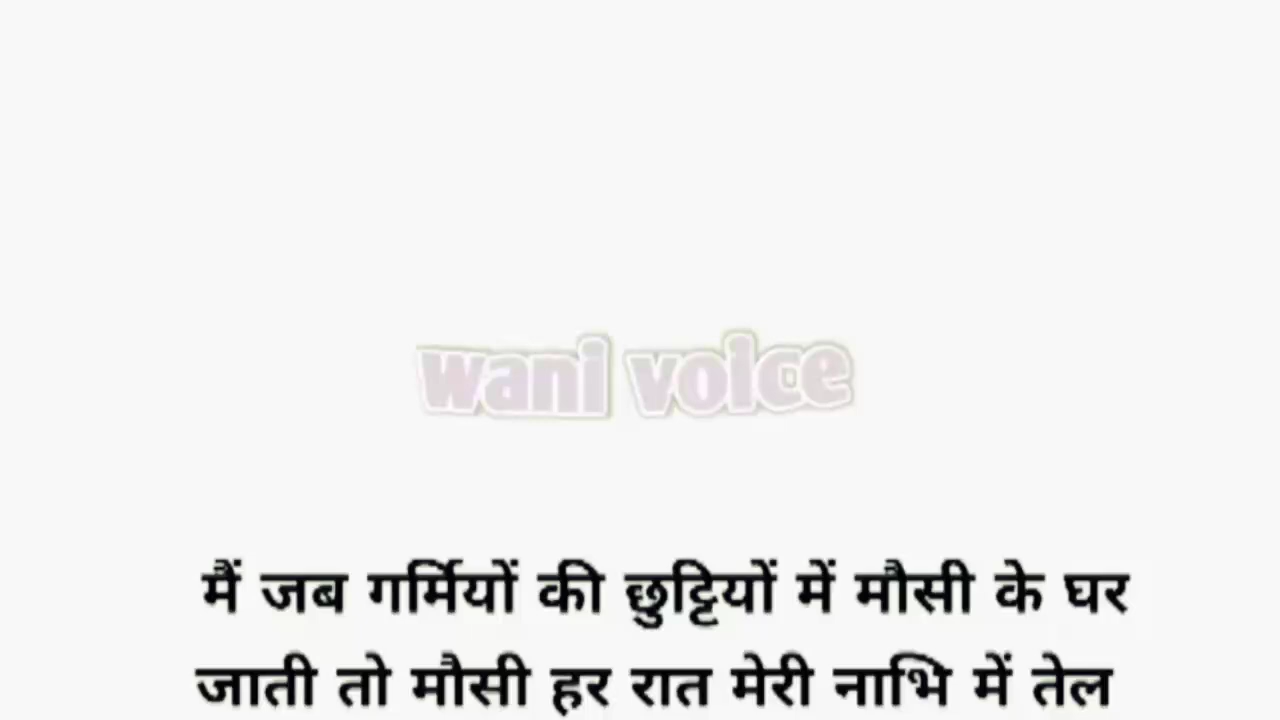 wani voice
मैं जब गर्मियों की छुट्टियों में मौसी के घर
जाती तो मौसी हर रात मेरी नाभि में तेल